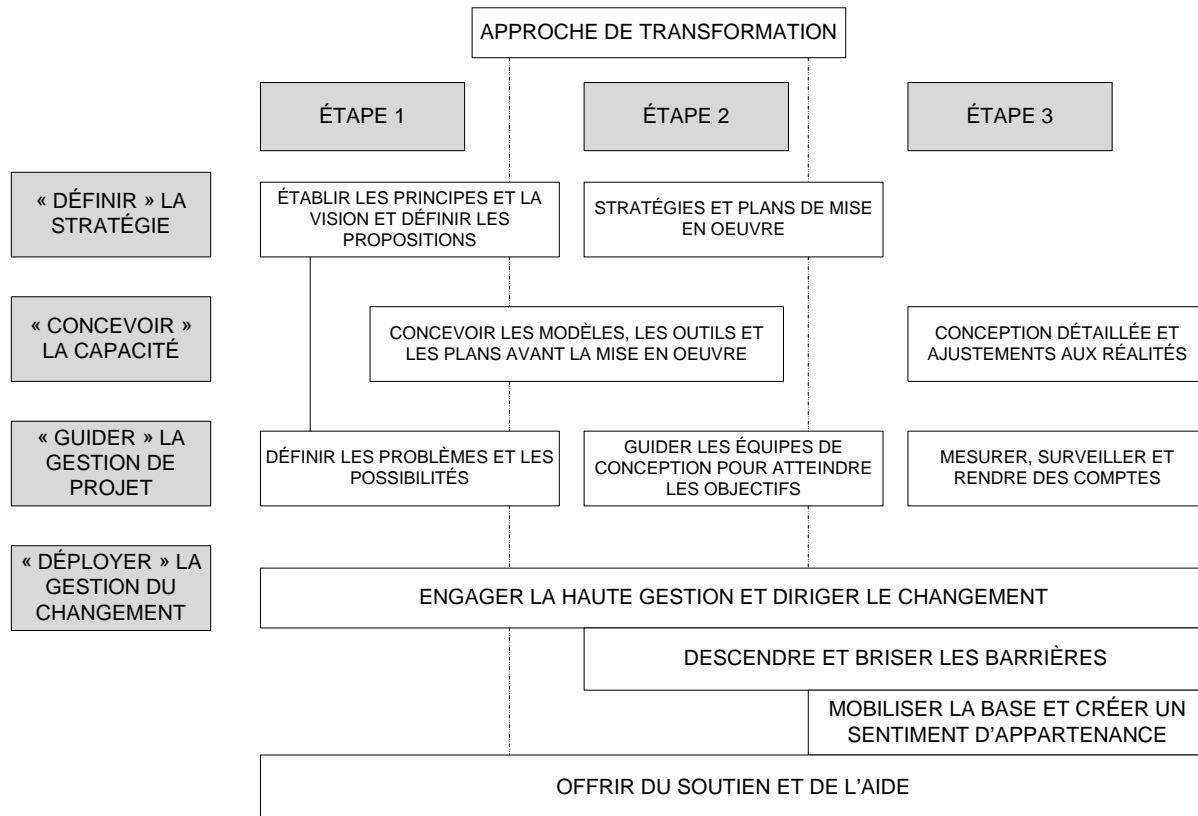 APPROCHE DE TRANSFORMATION
ÉTAPE 1
ÉTAPE 2
ÉTAPE 3
« DÉFINIR » LA
STRATÉGIE
ÉTABLIR LES PRINCIPES ET LA
VISION ET DÉFINIR LES
PROPOSITIONS
STRATÉGIES ET PLANS DE MISE
EN OEUVRE
« CONCEVOIR »
LA CAPACITÉ
CONCEVOIR LES MODÈLES, LES OUTILS ET
LES PLANS AVANT LA MISE EN OEUVRE
CONCEPTION DÉTAILLÉE ET
AJUSTEMENTS AUX RÉALITÉS
« GUIDER » LA
GESTION DE
PROJET
DÉFINIR LES PROBLÈMES ET LES
POSSIBILITÉS
GUIDER LES ÉQUIPES DE
CONCEPTION POUR ATTEINDRE
LES OBJECTIFS
MESURER, SURVEILLER ET
RENDRE DES COMPTES
« DÉPLOYER » LA
GESTION DU
CHANGEMENT
ENGAGER LA HAUTE GESTION ET DIRIGER LE CHANGEMENT
DESCENDRE ET BRISER LES BARRIÈRES
MOBILISER LA BASE ET CRÉER UN
SENTIMENT D'APPARTENANCE
OFFRIR DU SOUTIEN ET DE L'AIDE